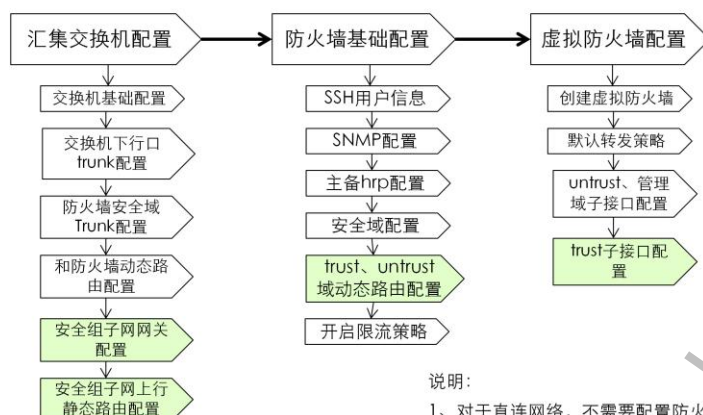 汇集交换机配置
防火墙基础配置
虚拟防火墙配置
交换机基础配置
交换机下行口
trunk配置
防火墙安全域
Trunk配置
和防火墙动态路
由配置
安全组子网网关
配置
安全组子网上行
静态路由配置
SSH用户信息
SNMP配置
主备hrp配置
安全域配置
trust、untrust
域动态路由配置
开启限流策略
创建虚拟防火墙
默认转发策略
untrust、管理
域子接口配置
trust子接口配
置
说明：
1、对于直连网络，不需要配置防火